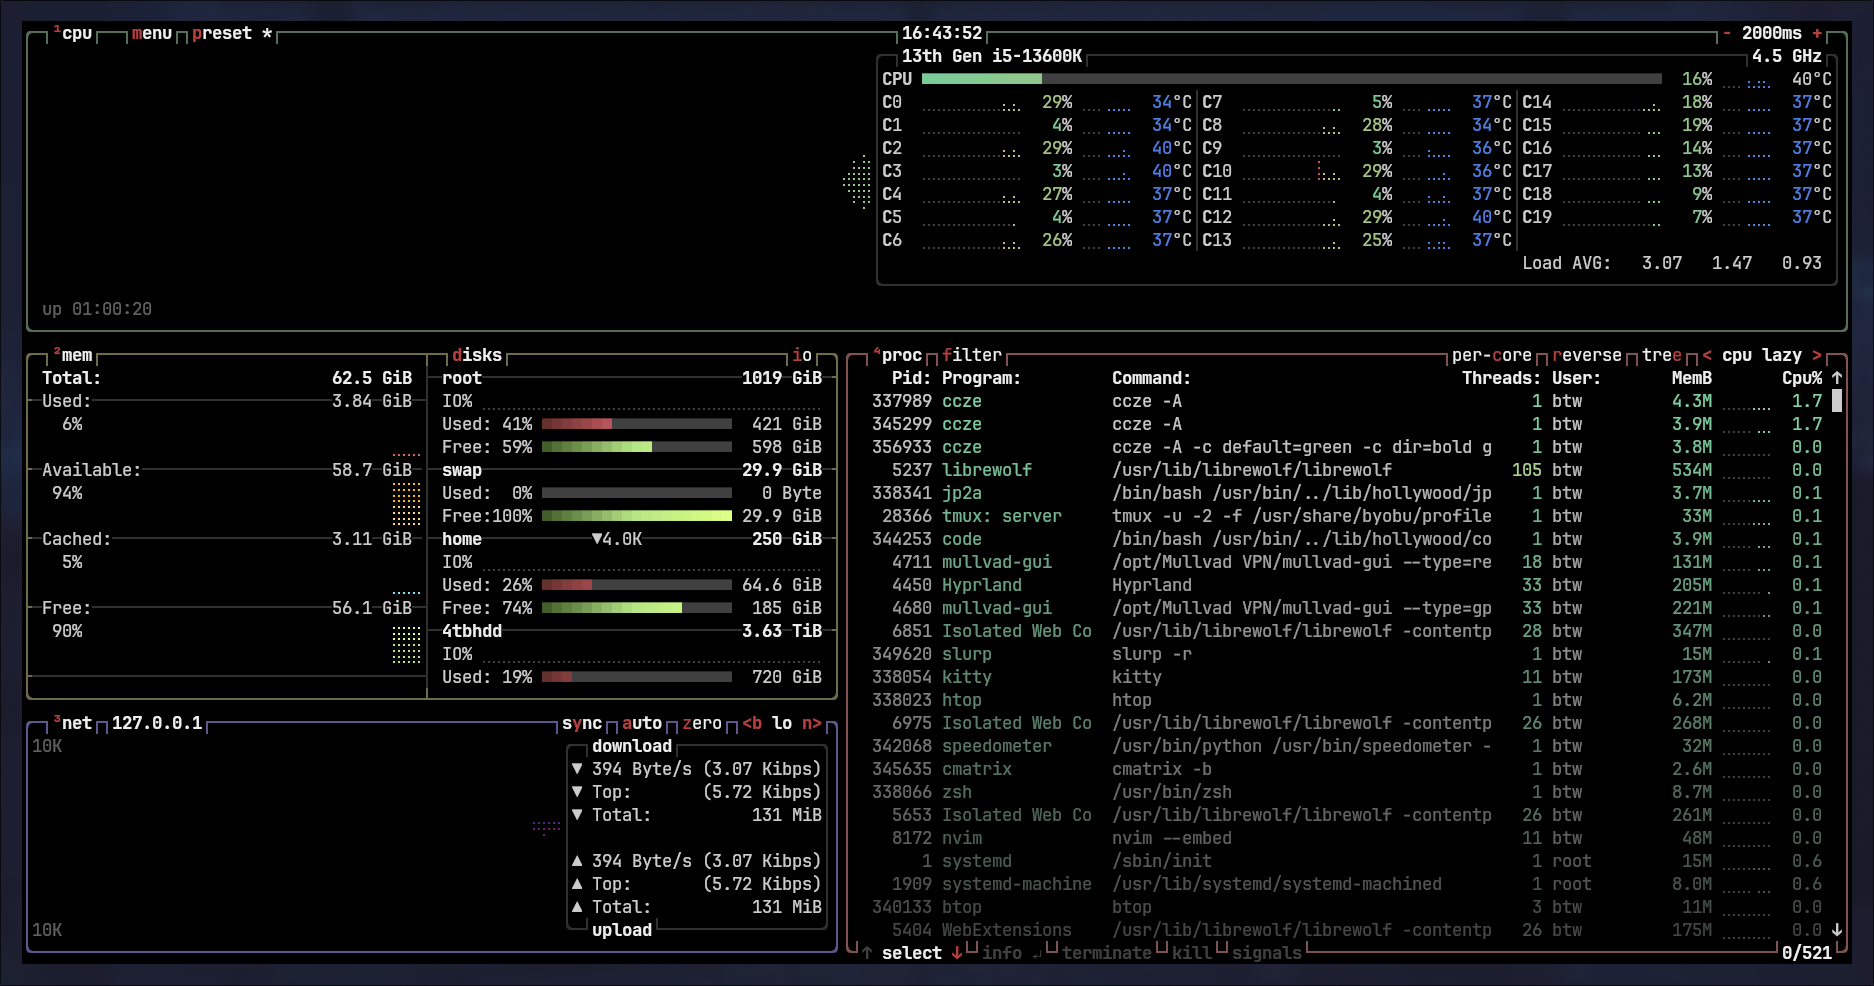 ¹cpu menu preset * 16:43:52 - 2000ms +
13th Gen i5-13600K 4.5 GHz
CPU 16% 40°C
C0 29% 34°C C7 5% 37°C C14 18% 37°C
C1 4% 34°C C8 28% 34°C C15 19% 37°C
C2 29% 40°C C9 3% 36°C C16 14% 37°C
C3 3% 40°C C10 29% 36°C C17 13% 37°C
C4 27% 37°C C11 4% 37°C C18 9% 37°C
C5 4% 37°C C12 29% 40°C C19 7% 37°C
C6 26% 37°C C13 25% 37°C
Load AVG: 3.07 1.47 0.93
up 01:00:20
²mem
Total: 62.5 GiB
Used: 3.84 GiB
6%
Available: 58.7 GiB
94%
Cached: 3.11 GiB
5%
Free: 56.1 GiB
90%
disks io
root 1019 GiB
IO%
Used: 41% 421 GiB
Free: 59% 598 GiB
swap 29.9 GiB
Used: 0% 0 Byte
Free:100% 29.9 GiB
home ▼4.0K 250 GiB
IO%
Used: 26% 64.6 GiB
Free: 74% 185 GiB
4tbhdd 3.63 TiB
IO%
Used: 19% 720 GiB
³net 127.0.0.1 sync auto zero <b lo n>
10K
download
▼ 394 Byte/s (3.07 Kibps)
▼ Top: (5.72 Kibps)
▼ Total: 131 MiB
▲ 394 Byte/s (3.07 Kibps)
▲ Top: (5.72 Kibps)
▲ Total: 131 MiB
upload
10K
⁴proc filter per-core reverse tree < cpu lazy >
Pid: Program: Command: Threads: User: MemB Cpu% ↑
337989 ccze ccze -A 1 btw 4.3M 1.7
345299 ccze ccze -A 1 btw 3.9M 1.7
356933 ccze ccze -A -c default=green -c dir=bold g 1 btw 3.8M 0.0
5237 librewolf /usr/lib/librewolf/librewolf 105 btw 534M 0.0
338341 jp2a /bin/bash /usr/bin/../lib/hollywood/jp 1 btw 3.7M 0.1
28366 tmux: server tmux -u -2 -f /usr/share/byobu/profile 1 btw 33M 0.1
344253 code /bin/bash /usr/bin/../lib/hollywood/co 1 btw 3.9M 0.1
4711 mullvad-gui /opt/Mullvad VPN/mullvad-gui --type=re 18 btw 131M 0.1
4450 Hyprland Hyprland 33 btw 205M 0.1
4680 mullvad-gui /opt/Mullvad VPN/mullvad-gui --type=gp 33 btw 221M 0.1
6851 Isolated Web Co /usr/lib/librewolf/librewolf -contentp 28 btw 347M 0.0
349620 slurp slurp -r 1 btw 15M 0.1
338054 kitty kitty 11 btw 173M 0.0
338023 htop htop 1 btw 6.2M 0.0
6975 Isolated Web Co /usr/lib/librewolf/librewolf -contentp 26 btw 268M 0.0
342068 speedometer /usr/bin/python /usr/bin/speedometer - 1 btw 32M 0.0
345635 cmatrix cmatrix -b 1 btw 2.6M 0.0
338066 zsh /usr/bin/zsh 1 btw 8.7M 0.0
5653 Isolated Web Co /usr/lib/librewolf/librewolf -contentp 26 btw 261M 0.0
8172 nvim nvim --embed 11 btw 48M 0.0
1 systemd /sbin/init 1 root 15M 0.6
1909 systemd-machine /usr/lib/systemd/systemd-machined 1 root 8.0M 0.6
340133 btop btop 3 btw 11M 0.0
5404 WebExtensions /usr/lib/librewolf/librewolf -contentp 26 btw 175M 0.0 ↓
↑ select ↓ info ↲ terminate kill signals 0/521